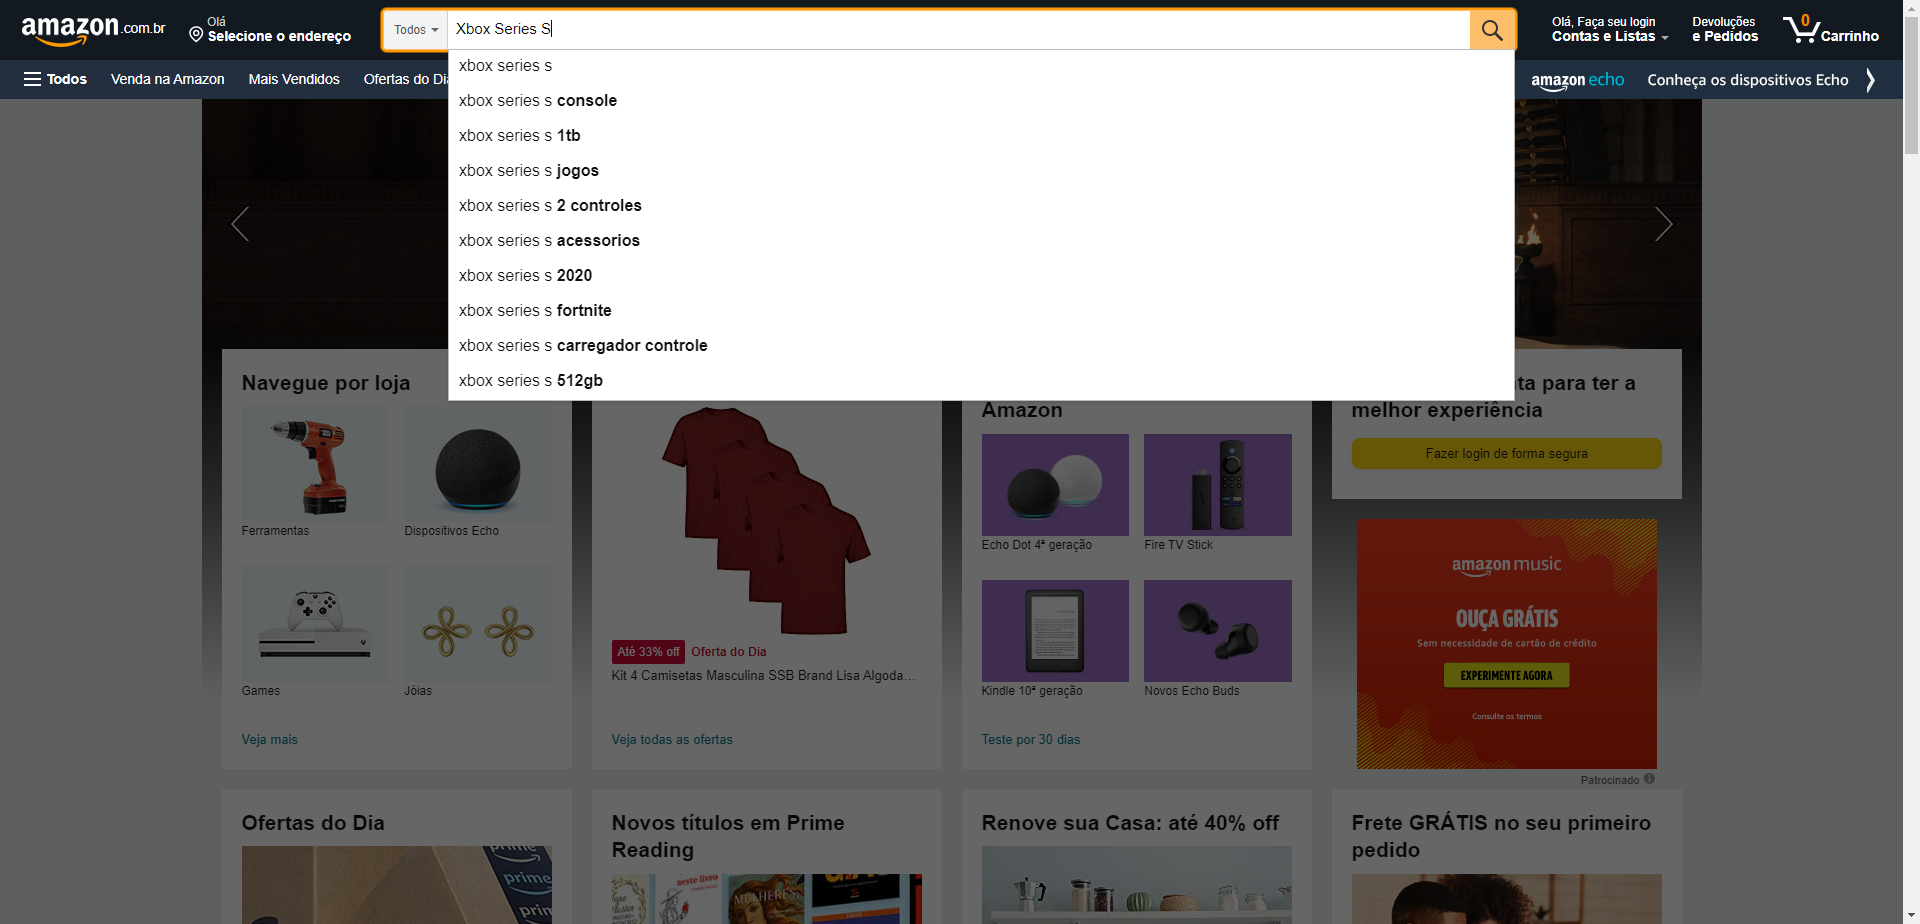 amazon.com.br
Olá
Selecione o endereço
Todos
Xbox Series S
Olá, Faça seu login
Contas e Listas
Devoluções
e Pedidos
0
Carrinho
Todos
Venda na Amazon
Mais Vendidos
Ofertas do Di
amazon echo
Conheça os dispositivos Echo
xbox series s
xbox series s console
xbox series s 1tb
xbox series s jogos
xbox series s 2 controles
xbox series s acessorios
xbox series s 2020
xbox series s fortnite
xbox series s carregador controle
xbox series s 512gb
Navegue por loja
Ferramentas
Dispositivos Echo
Games
Jóias
Veja mais
Até 33% off
Oferta do Dia
Kit 4 Camisetas Masculina SSB Brand Lisa Algoda…
Veja todas as ofertas
Amazon
Echo Dot 4ª geração
Fire TV Stick
Kindle 10ª geração
Novos Echo Buds
Teste por 30 dias
ta para ter a
melhor experiência
Fazer login de forma segura
amazon music
OUÇA GRÁTIS
Sem necessidade de cartão de crédito
EXPERIMENTE AGORA
Consulte os termos
Patrocinado
Ofertas do Dia
prime
Novos títulos em Prime
Reading
neste livro
MULHERES
Renove sua Casa: até 40% off
Frete GRÁTIS no seu primeiro
pedido